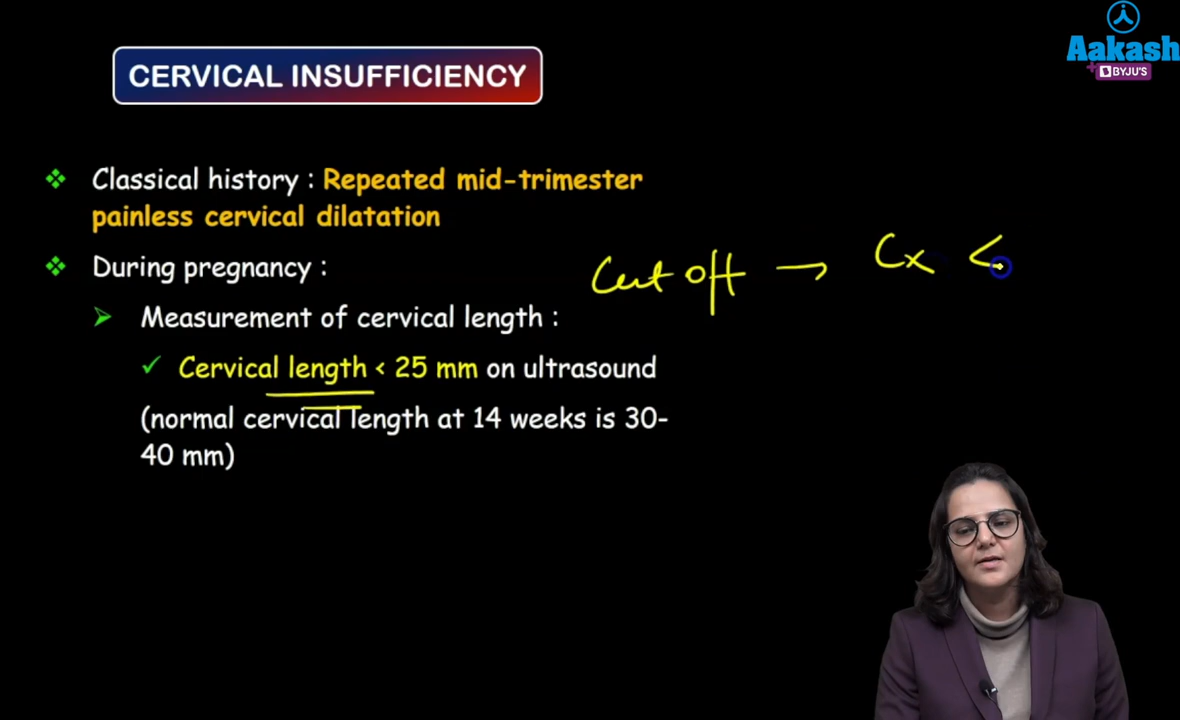 Aakash
BYJU'S
CERVICAL INSUFFICIENCY
Classical history : Repeated mid-trimester
painless cervical dilatation
During pregnancy :
Cut off → Cx <
Measurement of cervical length :
Cervical length < 25 mm on ultrasound
(normal cervical length at 14 weeks is 30-
40 mm)